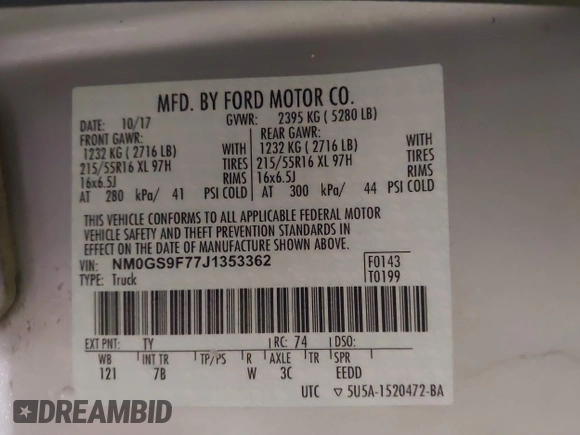 MFD. BY FORD MOTOR CO.
DATE: 10/17 GVWR: 2395 KG ( 5280 LB)
FRONT GAWR: REAR GAWR:
1232 KG ( 2716 LB) WITH 1232 KG ( 2716 LB) WITH
215/55R16 XL 97H TIRES 215/55R16 XL 97H TIRES
16x6.5J RIMS 16x6.5J RIMS
AT 280 kPa/ 41 PSI COLD AT 300 kPa/ 44 PSI COLD
THIS VEHICLE CONFORMS TO ALL APPLICABLE FEDERAL MOTOR
VEHICLE SAFETY AND THEFT PREVENTION STANDARDS IN
EFFECT ON THE DATE OF MANUFACTURE SHOWN ABOVE.
VIN: NM0GS9F77J1353362 F0143
TYPE: Truck T0199
EXT PNT: TY RC: 74 DSO:
WB INT TR TP/PS R AXLE TR SPR
121 7B W 3C EEDD
UTC ▽ 5U5A-1520472-BA
DREAMBID